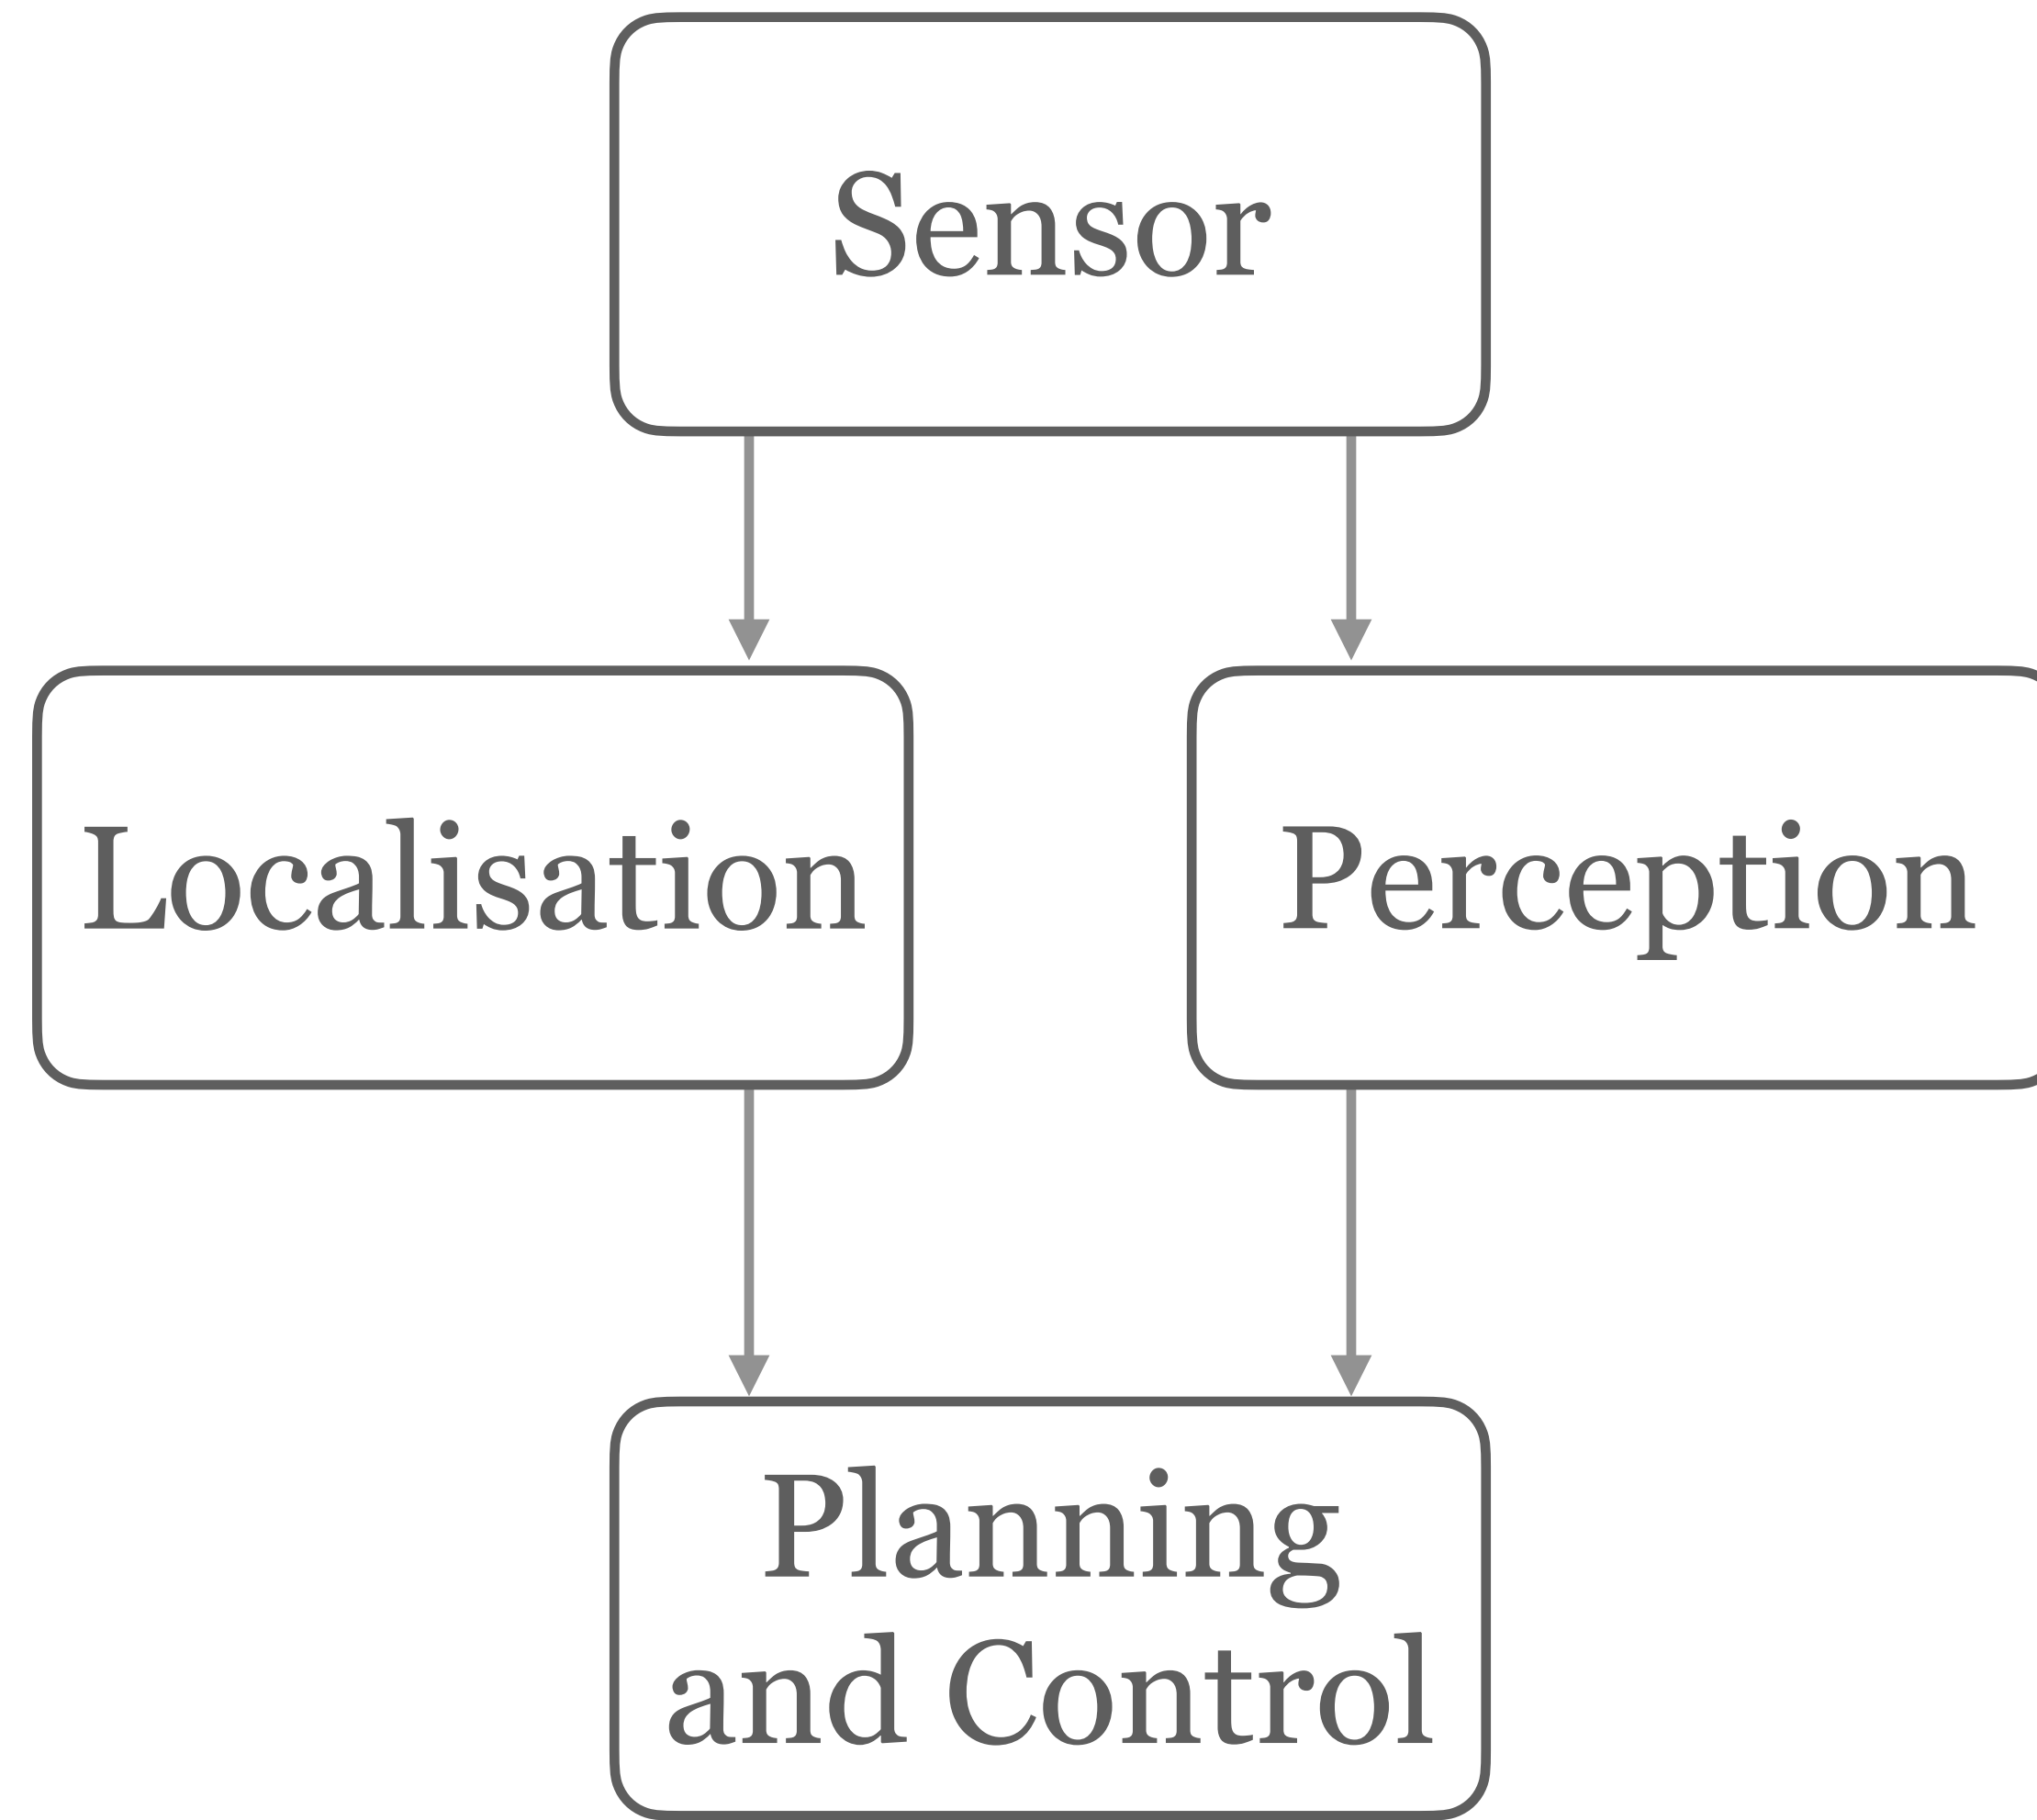 Sensor
Localisation
Perception
Planning
and Control